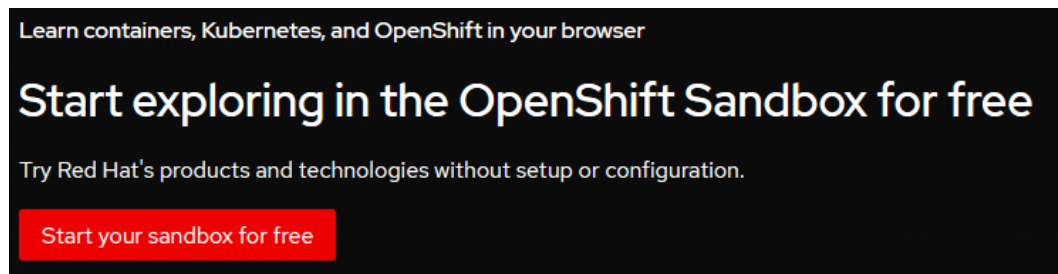 Learn containers, Kubernetes, and OpenShift in your browser
Start exploring in the OpenShift Sandbox for free
Try Red Hat's products and technologies without setup or configuration.
Start your sandbox for free